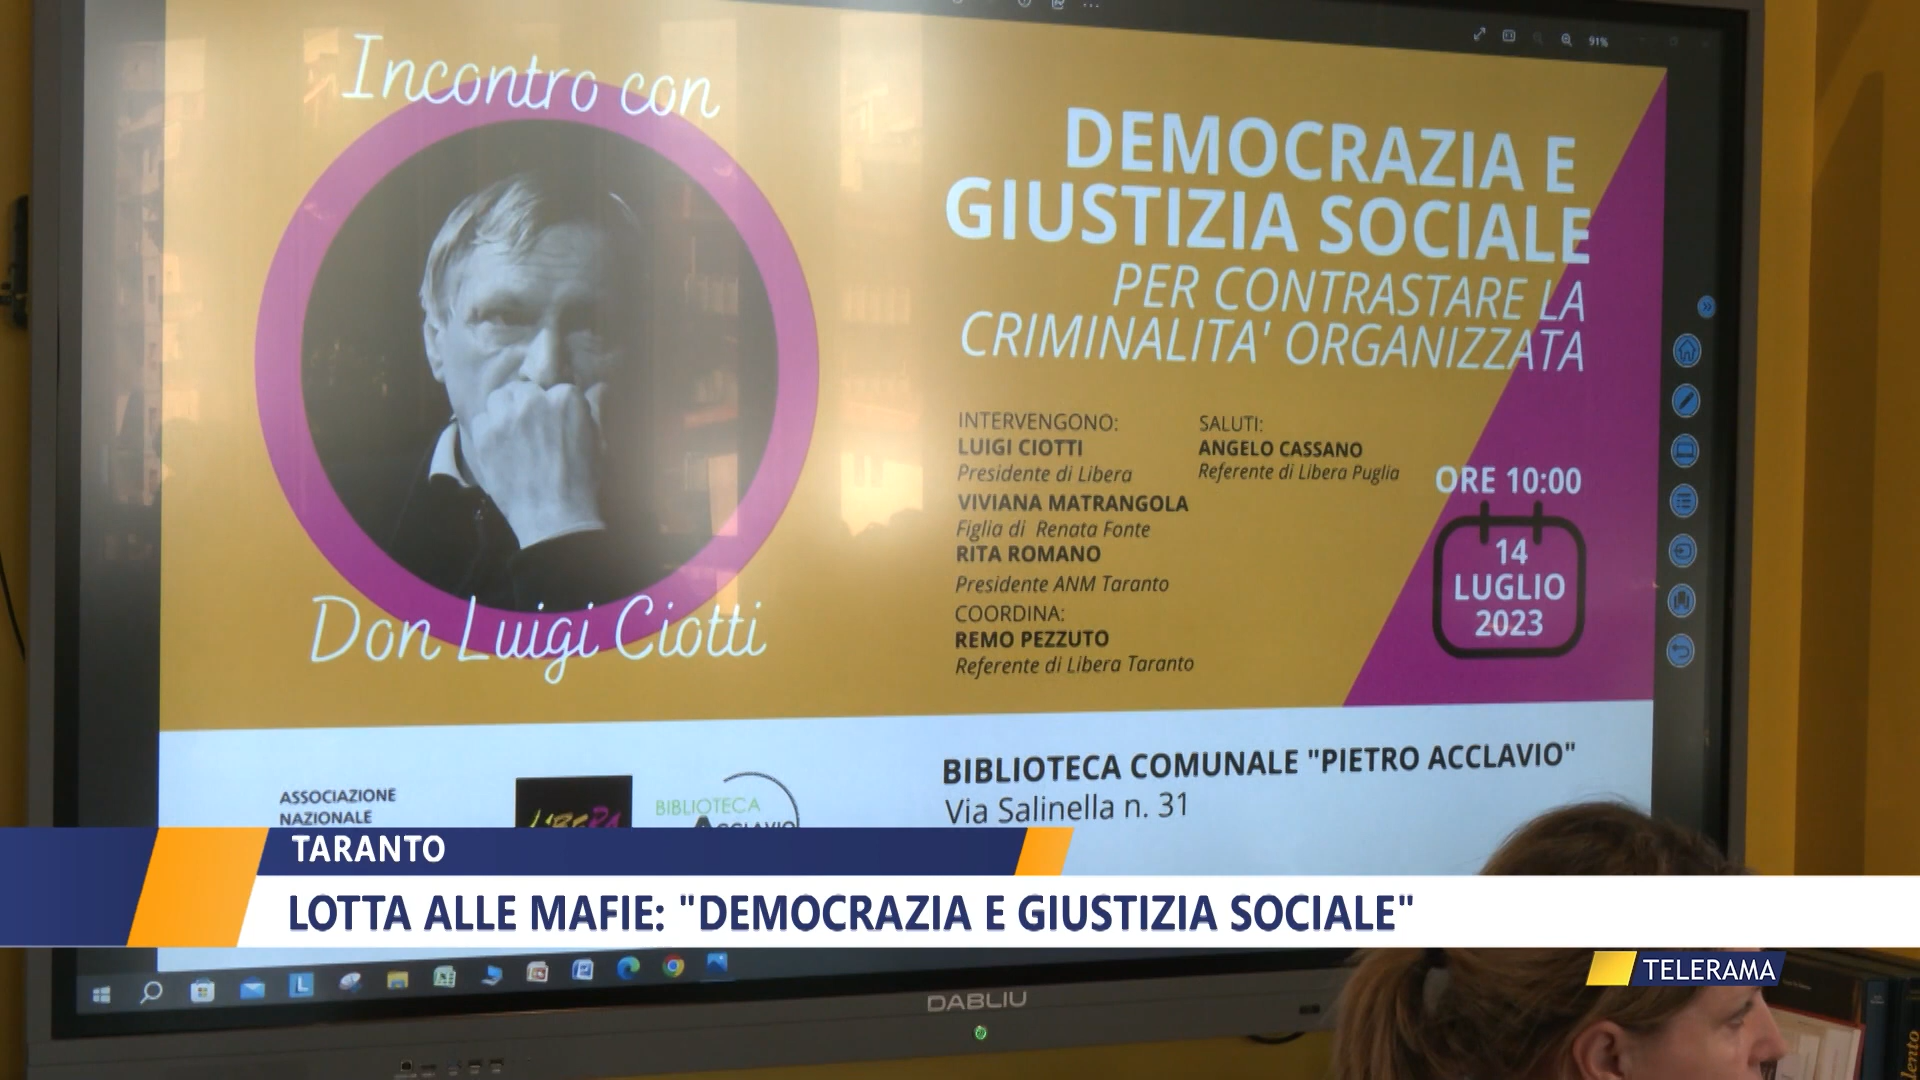 91%
Incontro con
Don Luigi Ciotti
DEMOCRAZIA E
GIUSTIZIA SOCIALE
PER CONTRASTARE LA
CRIMINALITA' ORGANIZZATA
INTERVENGONO:
LUIGI CIOTTI
Presidente di Libera
VIVIANA MATRANGOLA
Figlia di Renata Fonte
RITA ROMANO
Presidente ANM Taranto
COORDINA:
REMO PEZZUTO
Referente di Libera Taranto
SALUTI:
ANGELO CASSANO
Referente di Libera Puglia
ORE 10:00
14
LUGLIO
2023
ASSOCIAZIONE
NAZIONALE
LIBERA
BIBLIOTECA
ACCLAVIO
BIBLIOTECA COMUNALE "PIETRO ACCLAVIO"
Via Salinella n. 31
TARANTO
LOTTA ALLE MAFIE: "DEMOCRAZIA E GIUSTIZIA SOCIALE"
TELERAMA
DABLIU